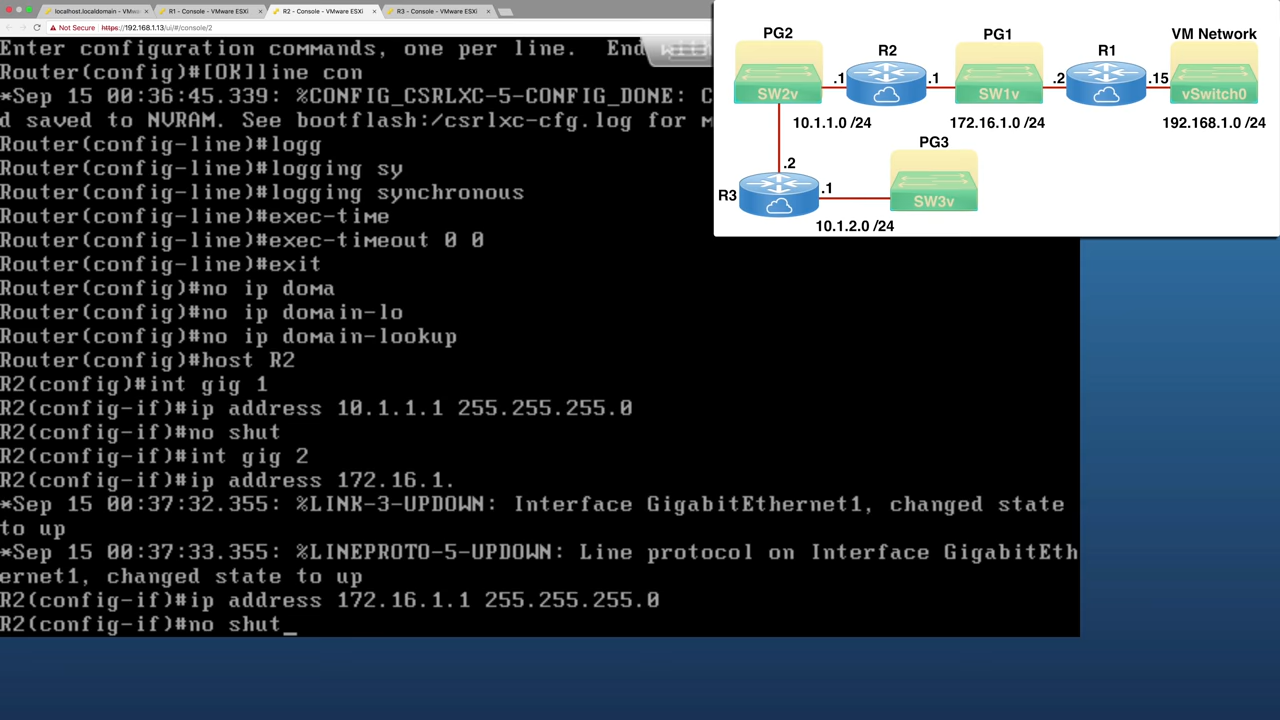 localhost.localdomain - VMwa
R1 - Console - VMware ESXi
R2 - Console - VMware ESXi
R3 - Console - VMware ESXi
Not Secure https://192.168.1.13/ui/#/console/2
Enter configuration commands, one per line. End with
Router(config)#[OK]line con
*Sep 15 00:36:45.339: %CONFIG_CSRLXC-5-CONFIG_DONE: C
d saved to NVRAM. See bootflash:/csrlxc-cfg.log for m
Router(config-line)#logg
Router(config-line)#logging sy
Router(config-line)#logging synchronous
Router(config-line)#exec-time
Router(config-line)#exec-timeout 0 0
Router(config-line)#exit
Router(config)#no ip doma
Router(config)#no ip domain-lo
Router(config)#no ip domain-lookup
Router(config)#host R2
R2(config)#int gig 1
R2(config-if)#ip address 10.1.1.1 255.255.255.0
R2(config-if)#no shut
R2(config-if)#int gig 2
R2(config-if)#ip address 172.16.1.
*Sep 15 00:37:32.355: %LINK-3-UPDOWN: Interface GigabitEthernet1, changed state
to up
*Sep 15 00:37:33.355: %LINEPROTO-5-UPDOWN: Line protocol on Interface GigabitEth
ernet1, changed state to up
R2(config-if)#ip address 172.16.1.1 255.255.255.0
R2(config-if)#no shut_
PG2
R2
PG1
R1
VM Network
.1
.1
.2
.15
SW2v
SW1v
vSwitch0
10.1.1.0 /24
172.16.1.0 /24
192.168.1.0 /24
PG3
.2
R3
.1
SW3v
10.1.2.0 /24